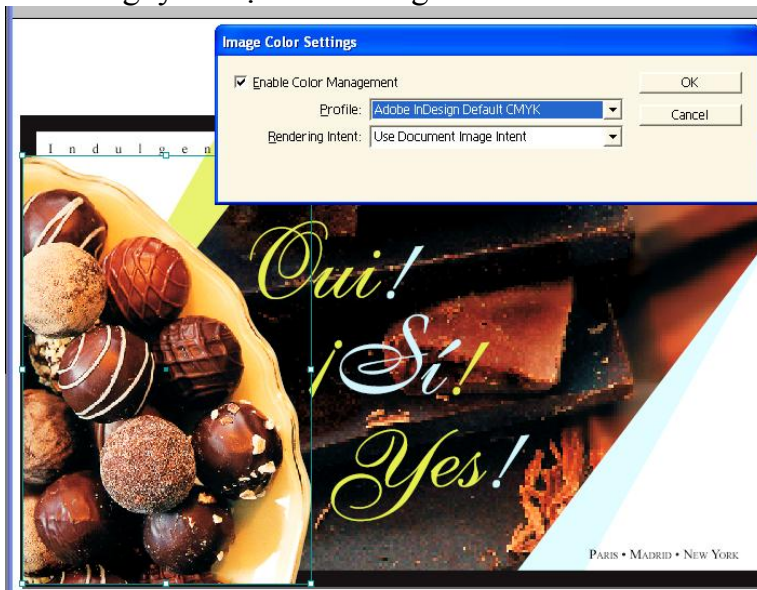 Image Color Settings
Enable Color Management
OK
Profile: Adobe InDesign Default CMYK
Cancel
Rendering Intent: Use Document Image Intent
I n d u l g e n
Oui!
¡Sí!
Yes!
PARIS • MADRID • NEW YORK